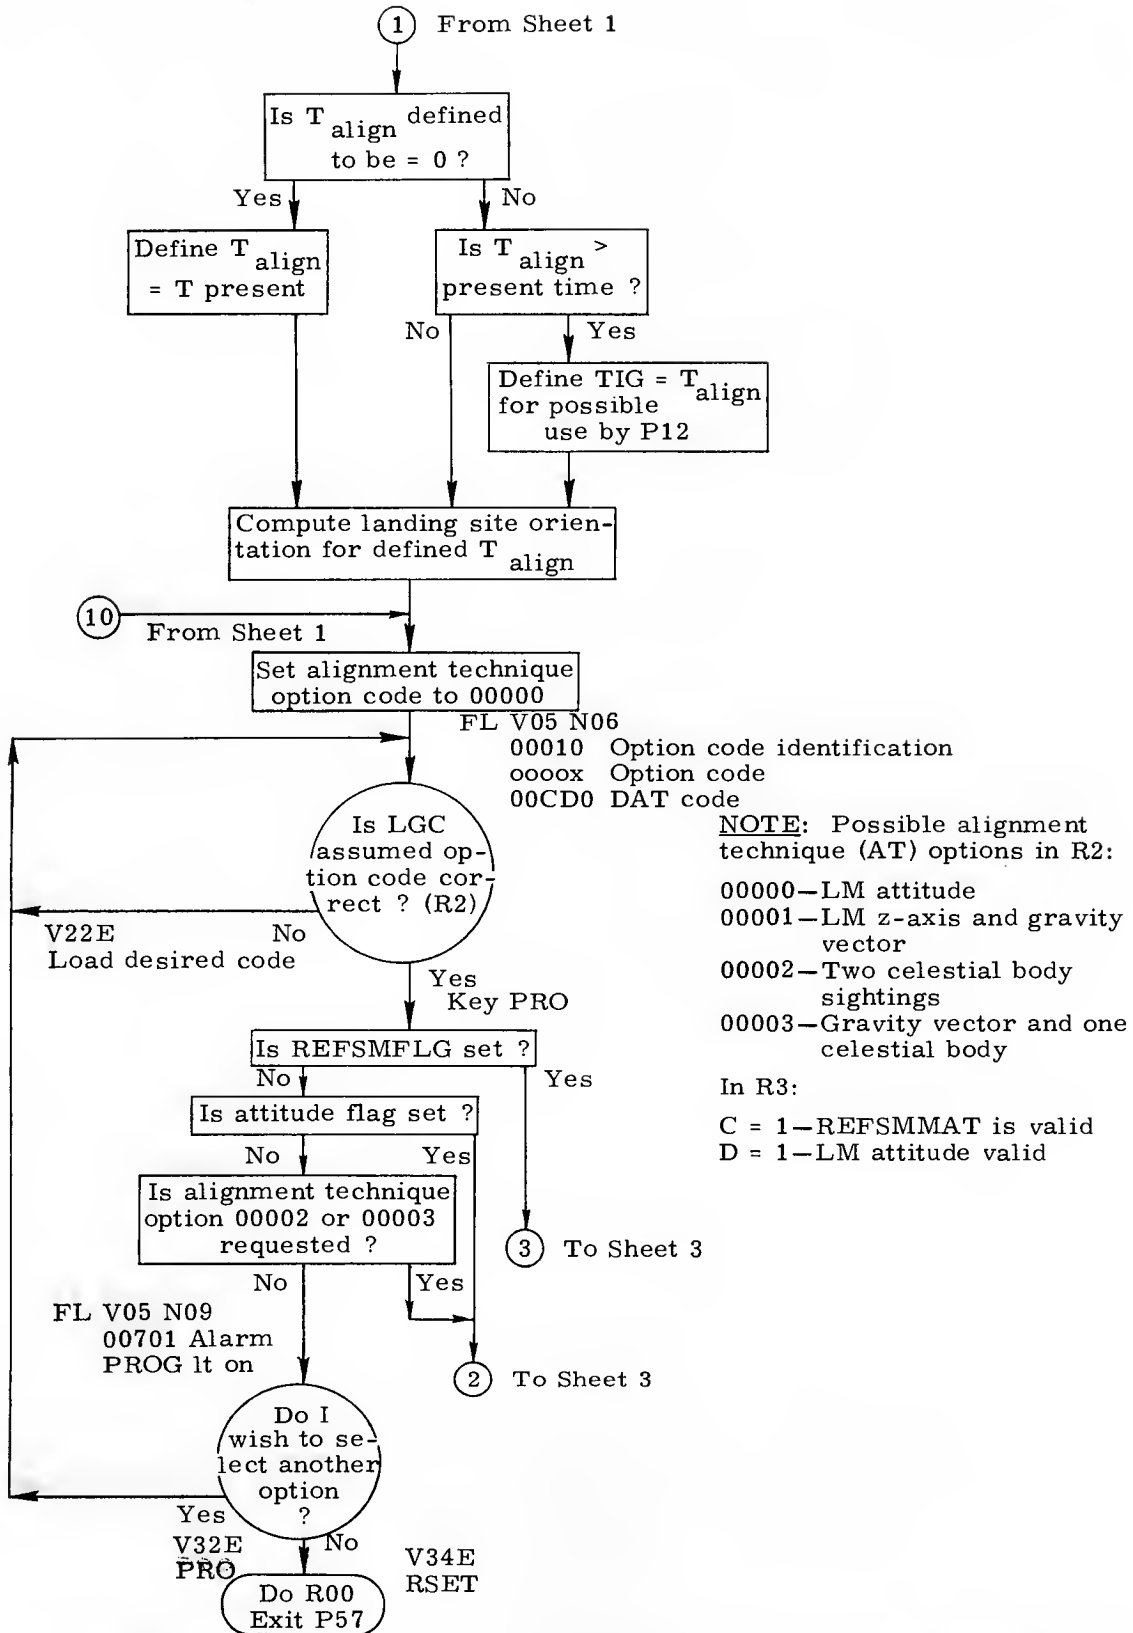 1 From Sheet 1
Is T align defined
to be = 0 ?
Yes
No
Define T align
= T present
Is T align >
present time ?
No
Yes
Define TIG = T align
for possible
use by P12
Compute landing site orien-
tation for defined T align
10
From Sheet 1
Set alignment technique
option code to 00000
FL V05 N06
00010 Option code identification
oooox Option code
00CD0 DAT code
Is LGC
assumed op-
tion code cor-
rect ? (R2)
NOTE: Possible alignment
technique (AT) options in R2:
00000—LM attitude
00001—LM z-axis and gravity
vector
00002—Two celestial body
sightings
00003—Gravity vector and one
celestial body
In R3:
C = 1—REFSMMAT is valid
D = 1—LM attitude valid
V22E No
Load desired code
Yes
Key PRO
Is REFSMFLG set ?
No
Yes
Is attitude flag set ?
No
Yes
Is alignment technique
option 00002 or 00003
requested ?
3 To Sheet 3
No
Yes
FL V05 N09
00701 Alarm
PROG lt on
2 To Sheet 3
Do I
wish to se-
lect another
option
?
Yes
V32E
PRO
No
V34E
RSET
Do R00
Exit P57